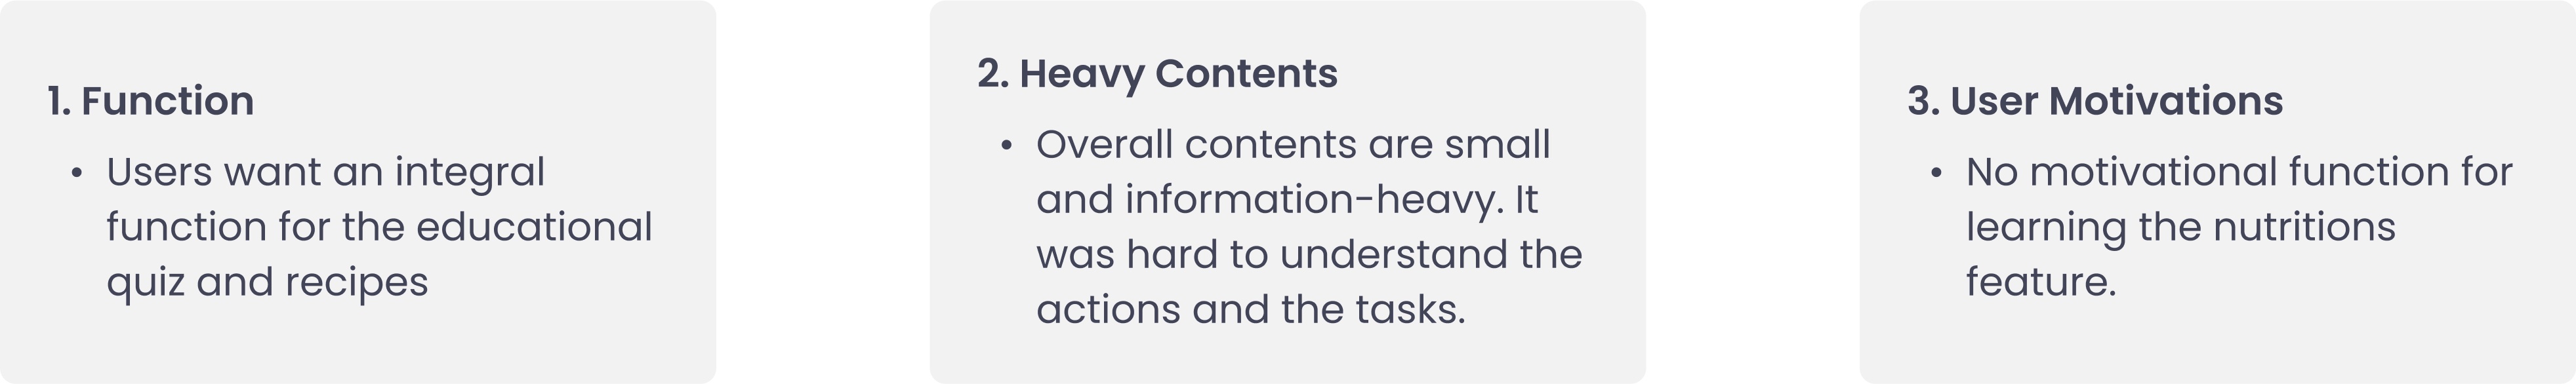 1. Function
• Users want an integral
function for the educational
quiz and recipes
2. Heavy Contents
• Overall contents are small
and information-heavy. It
was hard to understand the
actions and the tasks.
3. User Motivations
• No motivational function for
learning the nutritions
feature.